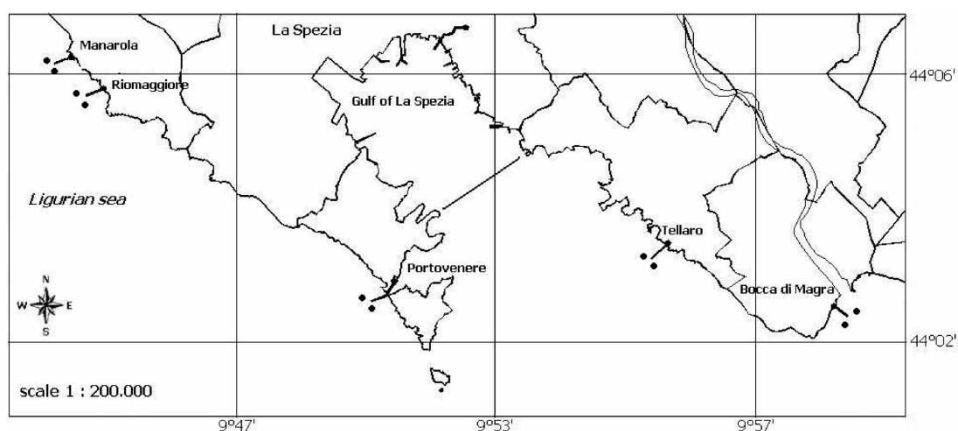 La Spezia
Manarola
44°06'
Riomaggiore
Gulf of La Spezia
Ligurian sea
Tellaro
Portovenere
Bocca di Magra
N
W E
S
44°02'
scale 1 : 200.000
9°47' 9°53' 9°57'